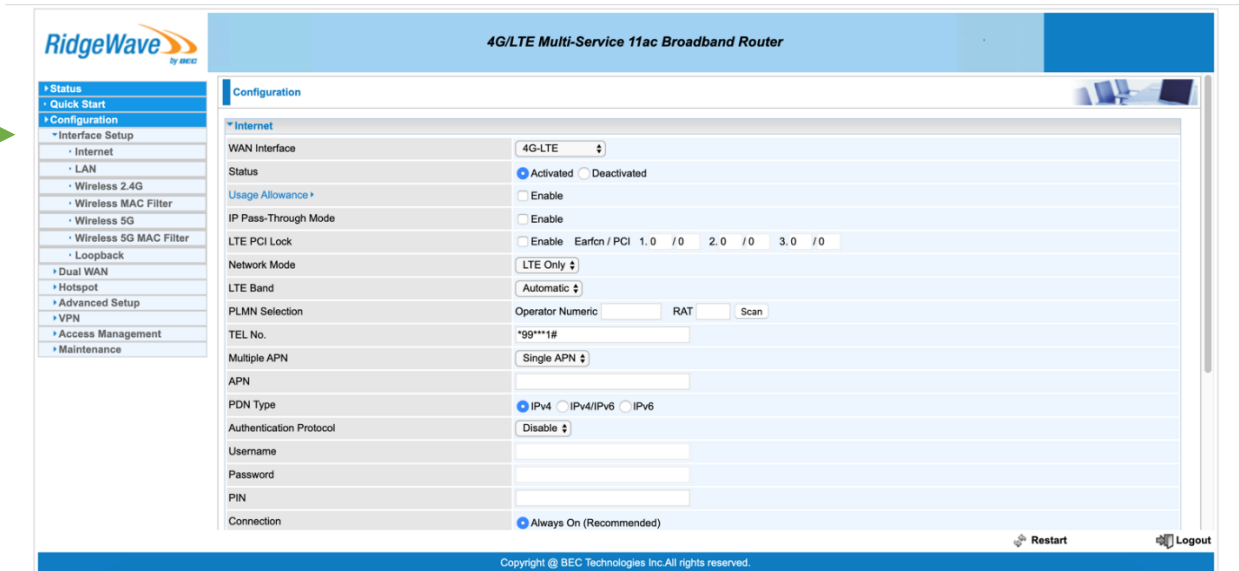 RidgeWave
by BEC
4G/LTE Multi-Service 11ac Broadband Router
Status
Quick Start
Configuration
Interface Setup
Internet
LAN
Wireless 2.4G
Wireless MAC Filter
Wireless 5G
Wireless 5G MAC Filter
Loopback
Dual WAN
Hotspot
Advanced Setup
VPN
Access Management
Maintenance
Configuration
Internet
WAN Interface 4G-LTE
Status Activated Deactivated
Usage Allowance Enable
IP Pass-Through Mode Enable
LTE PCI Lock Enable Earfcn / PCI 1. 0 / 0 2. 0 / 0 3. 0 / 0
Network Mode LTE Only
LTE Band Automatic
PLMN Selection Operator Numeric RAT Scan
TEL No. *99***1#
Multiple APN Single APN
APN
PDN Type IPv4 IPv4/IPv6 IPv6
Authentication Protocol Disable
Username
Password
PIN
Connection Always On (Recommended)
Restart Logout
Copyright @ BEC Technologies Inc.All rights reserved.